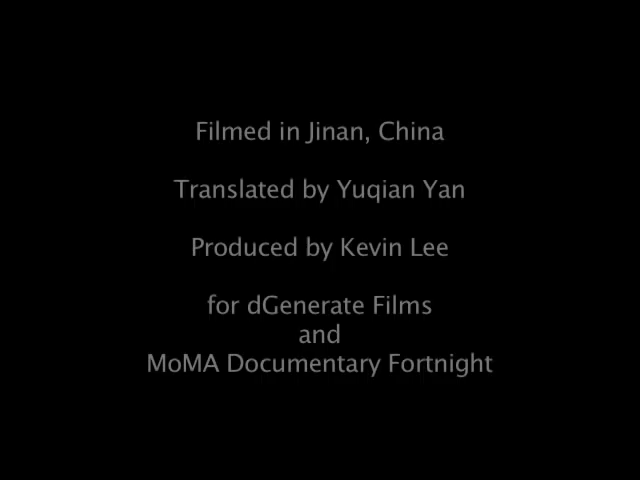 Filmed in Jinan, China
Translated by Yuqian Yan
Produced by Kevin Lee
for dGenerate Films
and
MoMA Documentary Fortnight